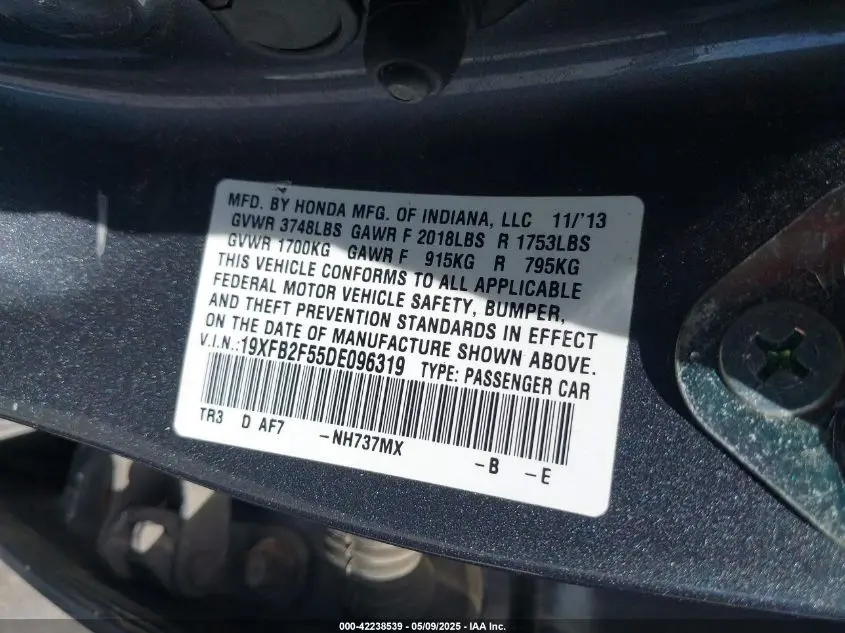 MFD. BY HONDA MFG. OF INDIANA, LLC 11/'13
GVWR 3748LBS GAWR F 2018LBS R 1753LBS
GVWR 1700KG GAWR F 915KG R 795KG
THIS VEHICLE CONFORMS TO ALL APPLICABLE
FEDERAL MOTOR VEHICLE SAFETY, BUMPER,
AND THEFT PREVENTION STANDARDS IN EFFECT
ON THE DATE OF MANUFACTURE SHOWN ABOVE.
V.I.N.:19XFB2F55DE096319 TYPE: PASSENGER CAR
TR3 D AF7 -NH737MX -B -E
000-42238539 - 05/09/2025 - IAA Inc.